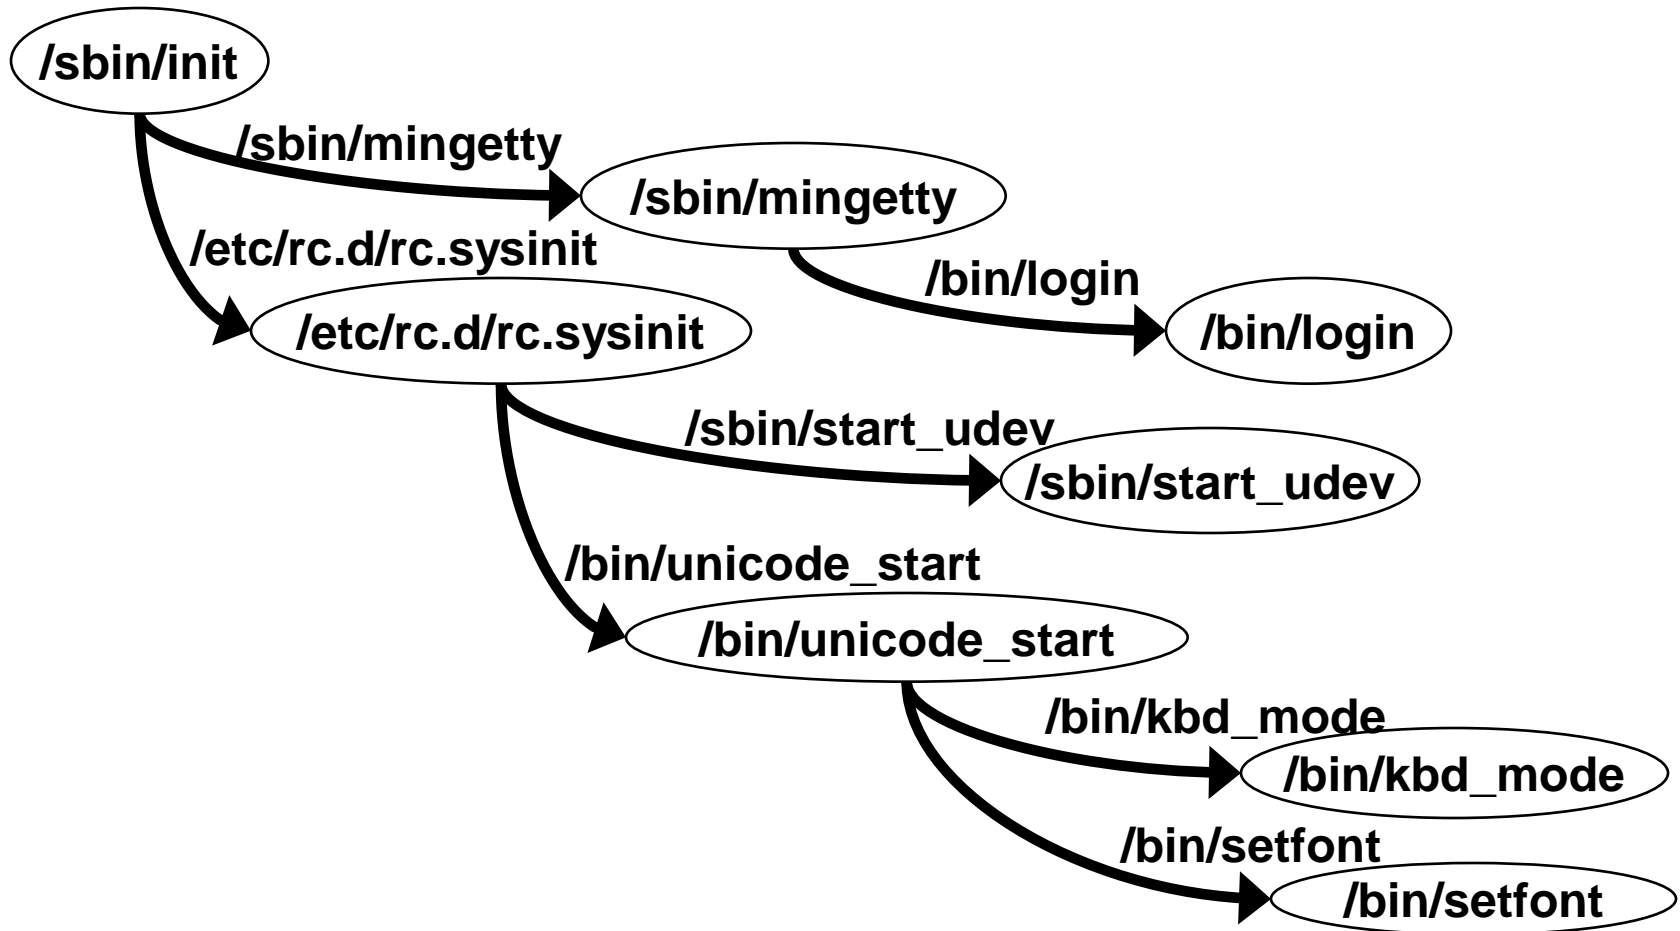 /sbin/init
/sbin/mingetty
/sbin/mingetty
/etc/rc.d/rc.sysinit
/bin/login
/etc/rc.d/rc.sysinit
/bin/login
/sbin/start_udev
/sbin/start_udev
/bin/unicode_start
/bin/unicode_start
/bin/kbd_mode
/bin/kbd_mode
/bin/setfont
/bin/setfont